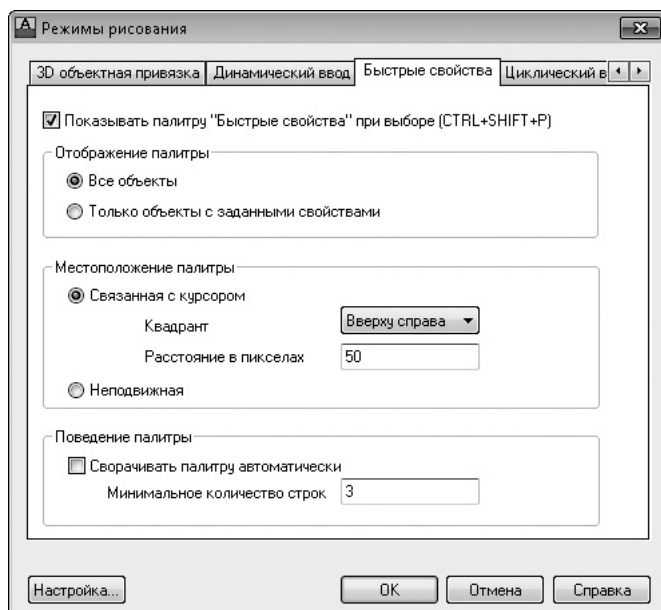 Режимы рисования
3D объектная привязка Динамический ввод Быстрые свойства Циклический в
Показывать палитру "Быстрые свойства" при выборе (CTRL+SHIFT+P)
Отображение палитры
Все объекты
Только объекты с заданными свойствами
Местоположение палитры
Связанная с курсором
Квадрант Вверху справа
Расстояние в пикселах 50
Неподвижная
Поведение палитры
Сворачивать палитру автоматически
Минимальное количество строк 3
Настройка... OK Отмена Справка